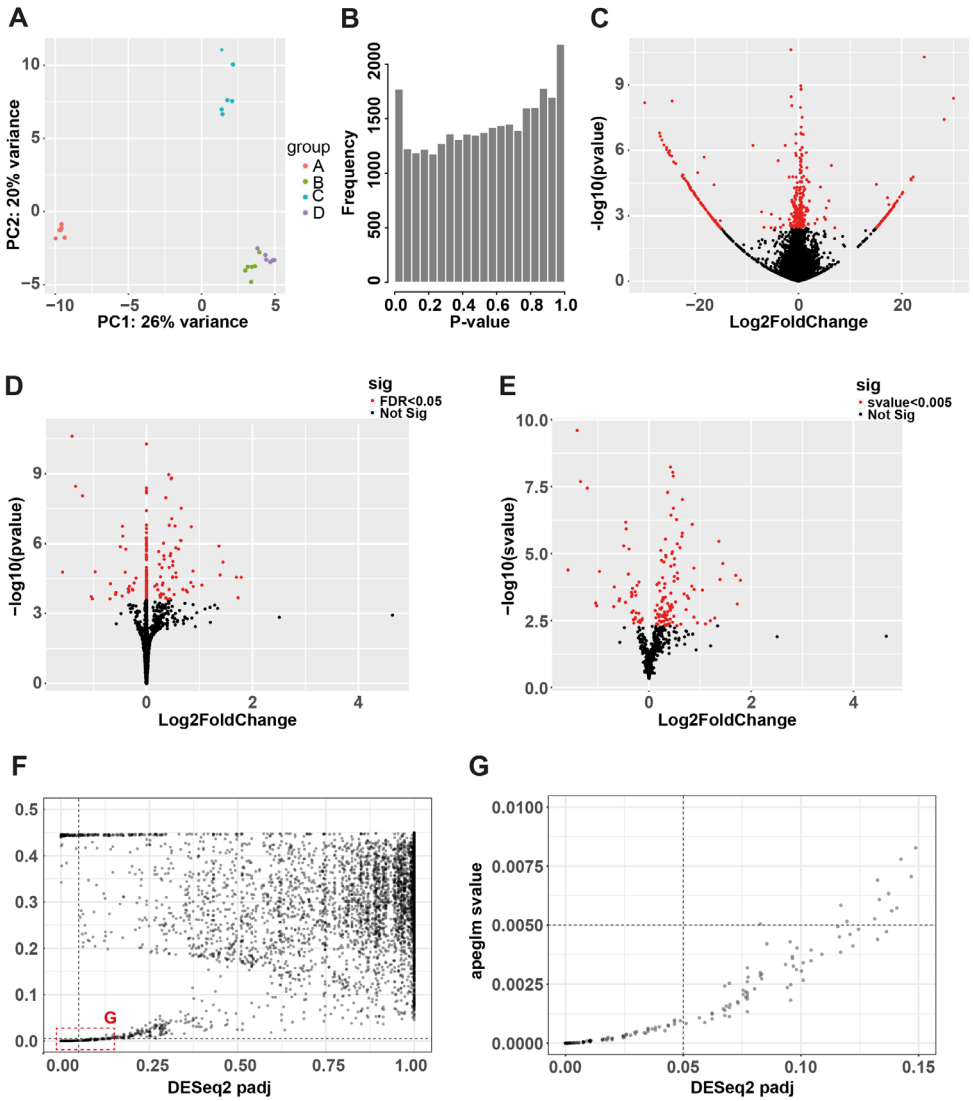 A
PC2: 20% variance
10
5
0
−5
−10
−5
0
5
PC1: 26% variance
group
A
B
C
D
B
Frequency
0
500
1000
1500
2000
0.0
0.2
0.4
0.6
0.8
1.0
P-value
C
-log10(pvalue)
9
6
3
0
−20
0
20
Log2FoldChange
D
sig
FDR<0.05
Not Sig
−log10(pvalue)
9
6
3
0
0
2
4
Log2FoldChange
E
sig
svalue<0.005
Not Sig
−log10(svalue)
10.0
7.5
5.0
2.5
0.0
0
2
4
Log2FoldChange
F
0.5
0.4
0.3
0.2
0.1
0.0
G
0.00
0.25
0.50
0.75
1.00
DESeq2 padj
G
apeglm svalue
0.0100
0.0075
0.0050
0.0025
0.0000
0.00
0.05
0.10
0.15
DESeq2 padj